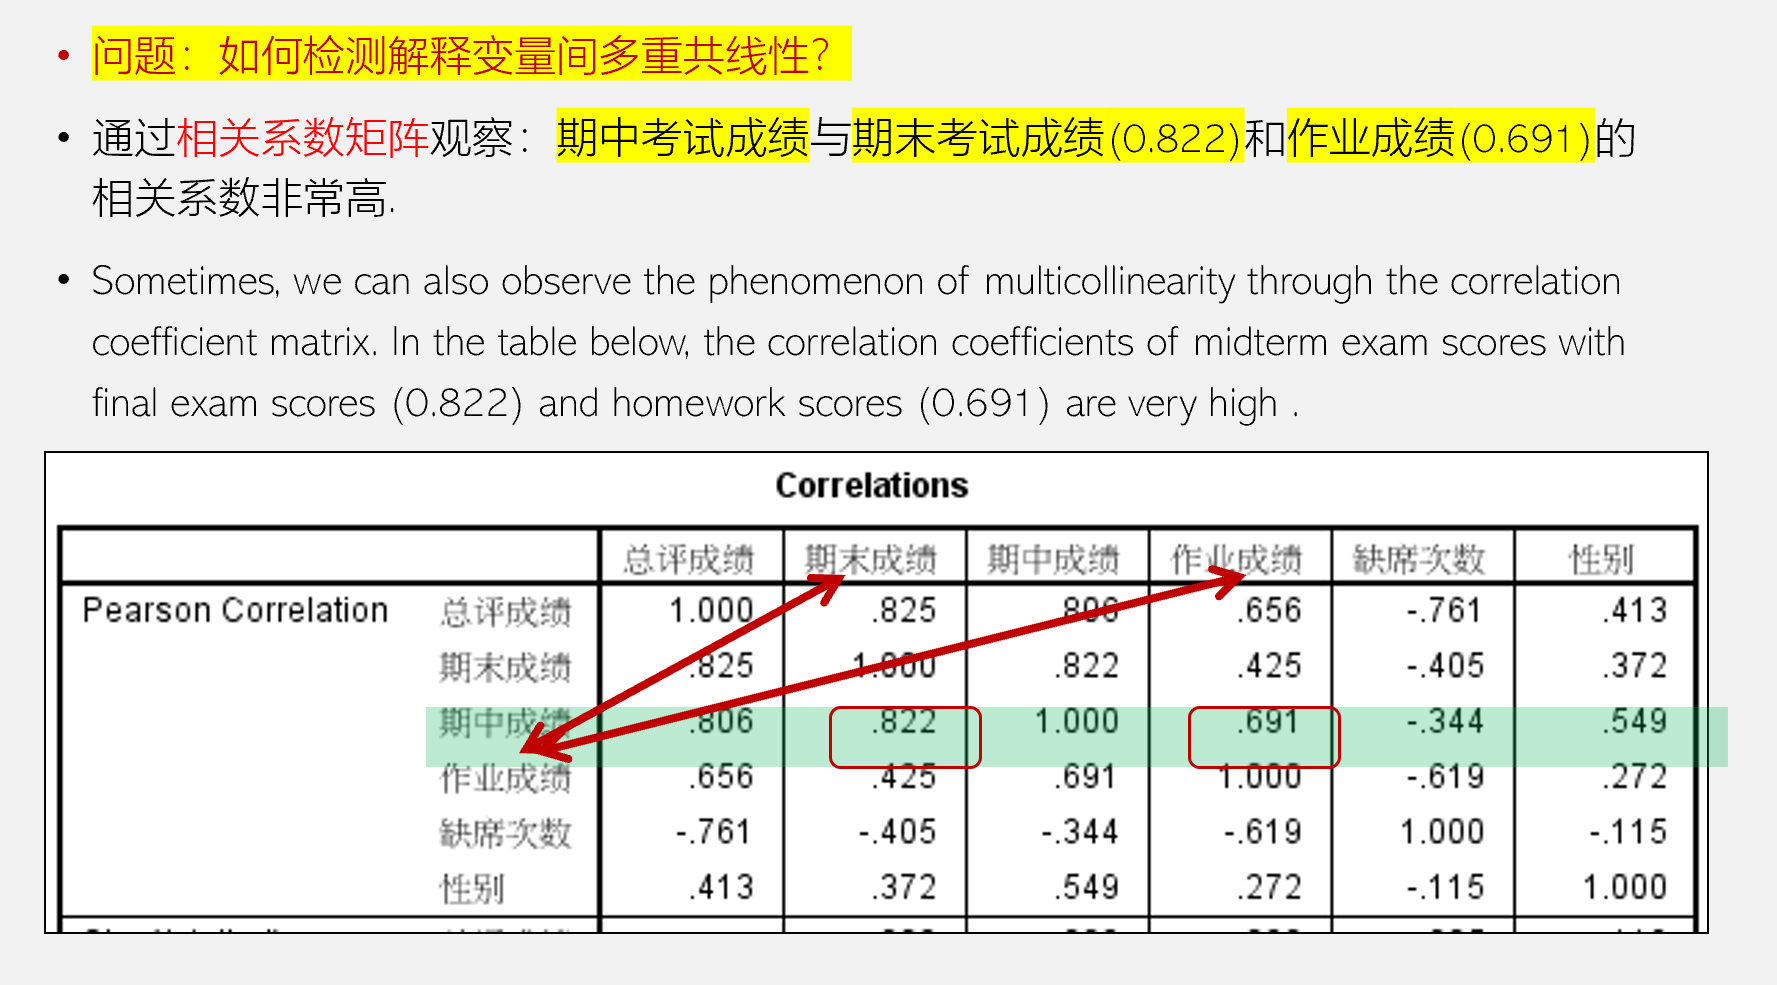 • 问题：如何检测解释变量间多重共线性？
• 通过相关系数矩阵观察：期中考试成绩与期末考试成绩(0.822)和作业成绩(0.691)的
相关系数非常高.
• Sometimes, we can also observe the phenomenon of multicollinearity through the correlation
coefficient matrix. In the table below, the correlation coefficients of midterm exam scores with
final exam scores (0.822) and homework scores (0.691) are very high .
Correlations
总评成绩 期末成绩 期中成绩 作业成绩 缺席次数 性别
Pearson Correlation 总评成绩 1.000 .825 .806 .656 -.761 .413
期末成绩 .825 1.000 .822 .425 -.405 .372
期中成绩 .806 .822 1.000 .691 -.344 .549
作业成绩 .656 .425 .691 1.000 -.619 .272
缺席次数 -.761 -.405 -.344 -.619 1.000 -.115
性别 .413 .372 .549 .272 -.115 1.000